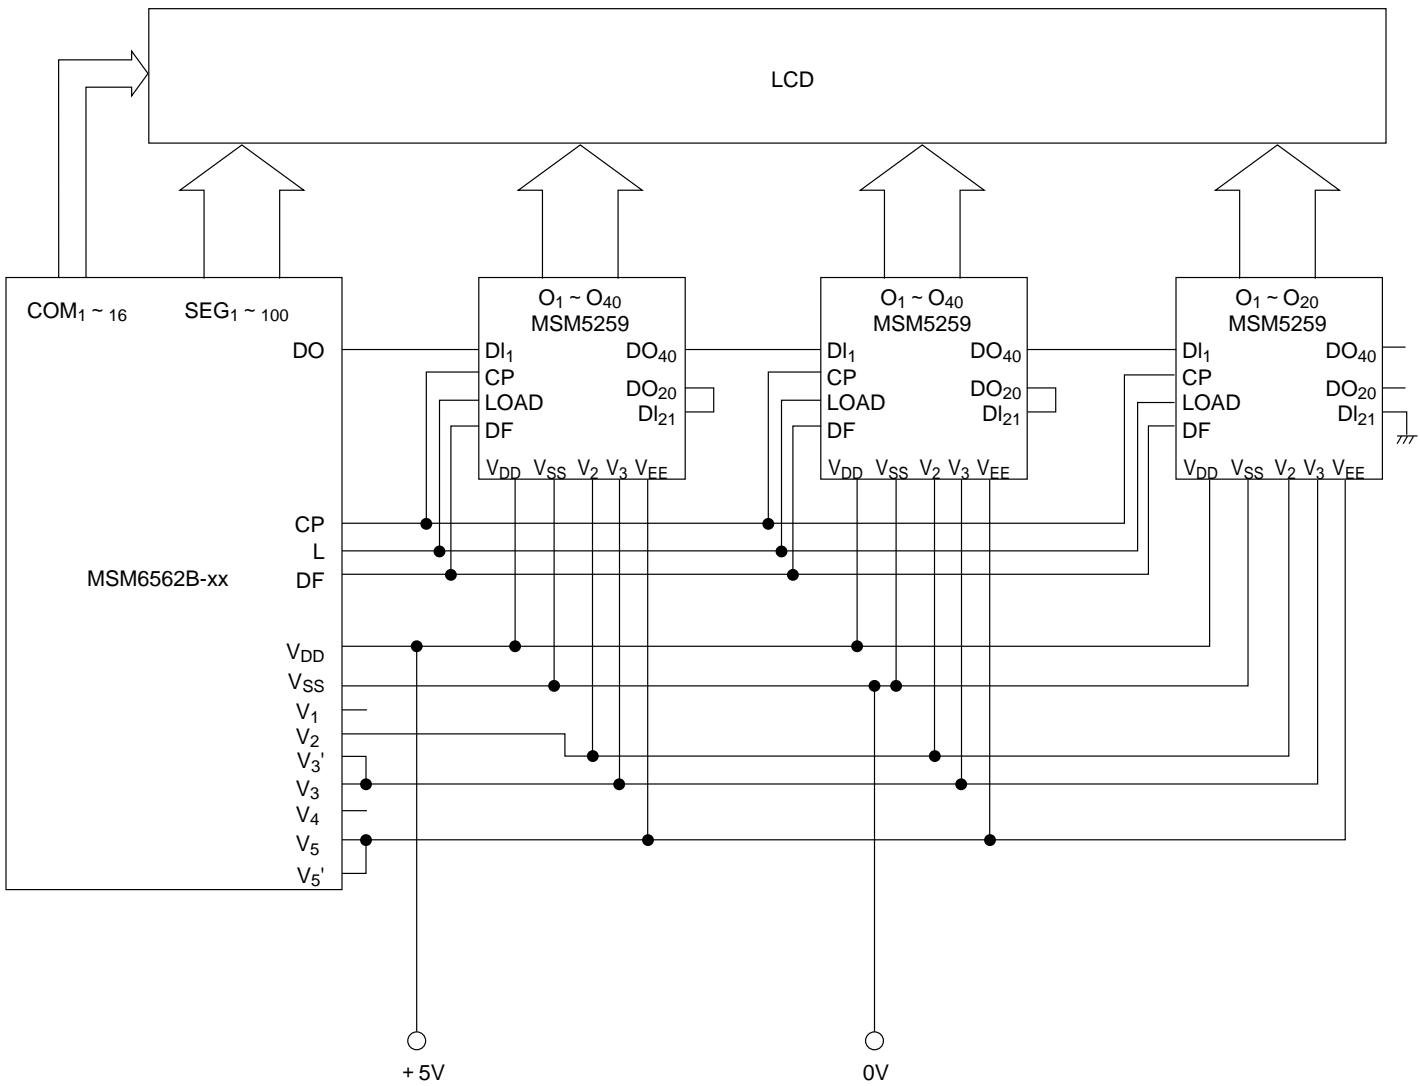 LCD
COM1 ~ 16
SEG1 ~ 100
DO
CP
L
DF
MSM6562B-xx
VDD
VSS
V1
V2
V3'
V3
V4
V5
V5'
O1 ~ O40
MSM5259
DI1
CP
LOAD
DF
DO40
DO20
DI21
VDD VSS V2 V3 VEE
O1 ~ O40
MSM5259
DI1
CP
LOAD
DF
DO40
DO20
DI21
VDD VSS V2 V3 VEE
O1 ~ O20
MSM5259
DI1
CP
LOAD
DF
DO40
DO20
DI21
VDD VSS V2 V3 VEE
+ 5V
0V